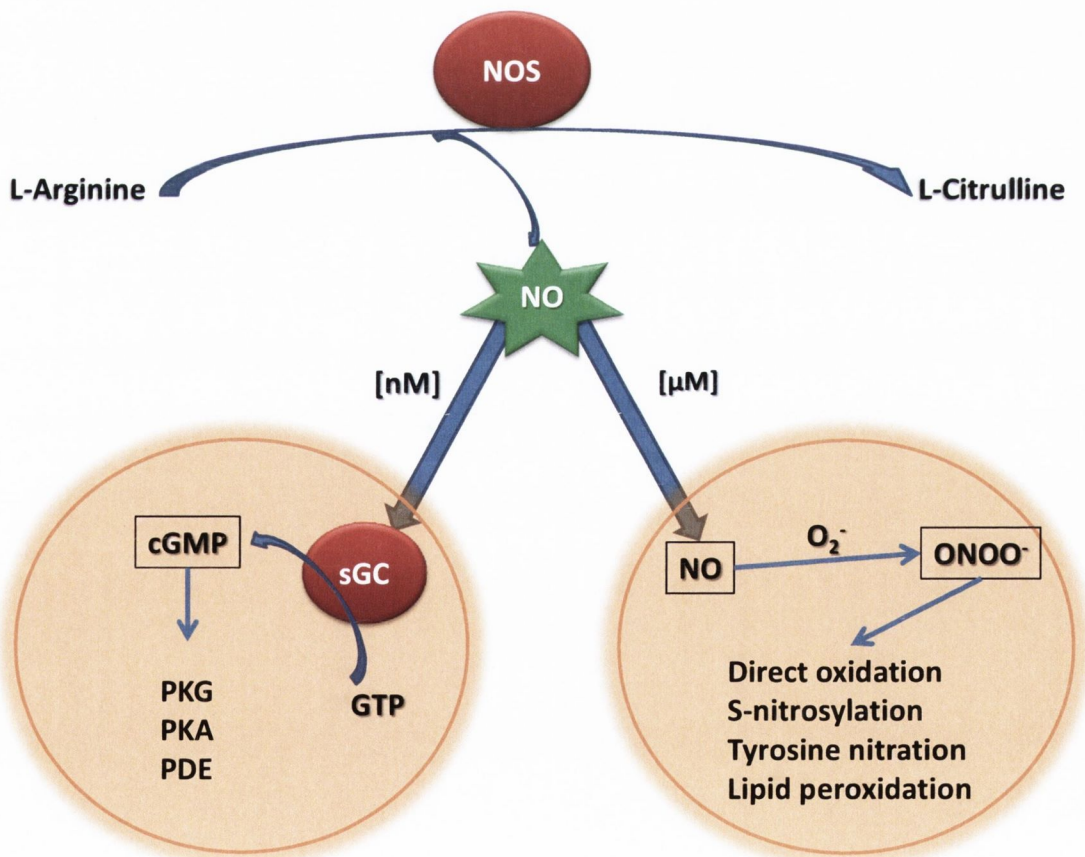 NOS
L-Arginine
L-Citrulline
NO
[nM]
[μM]
cGMP
sGC
GTP
PKG
PKA
PDE
NO
O₂⁻
ONOO⁻
Direct oxidation
S-nitrosylation
Tyrosine nitration
Lipid peroxidation